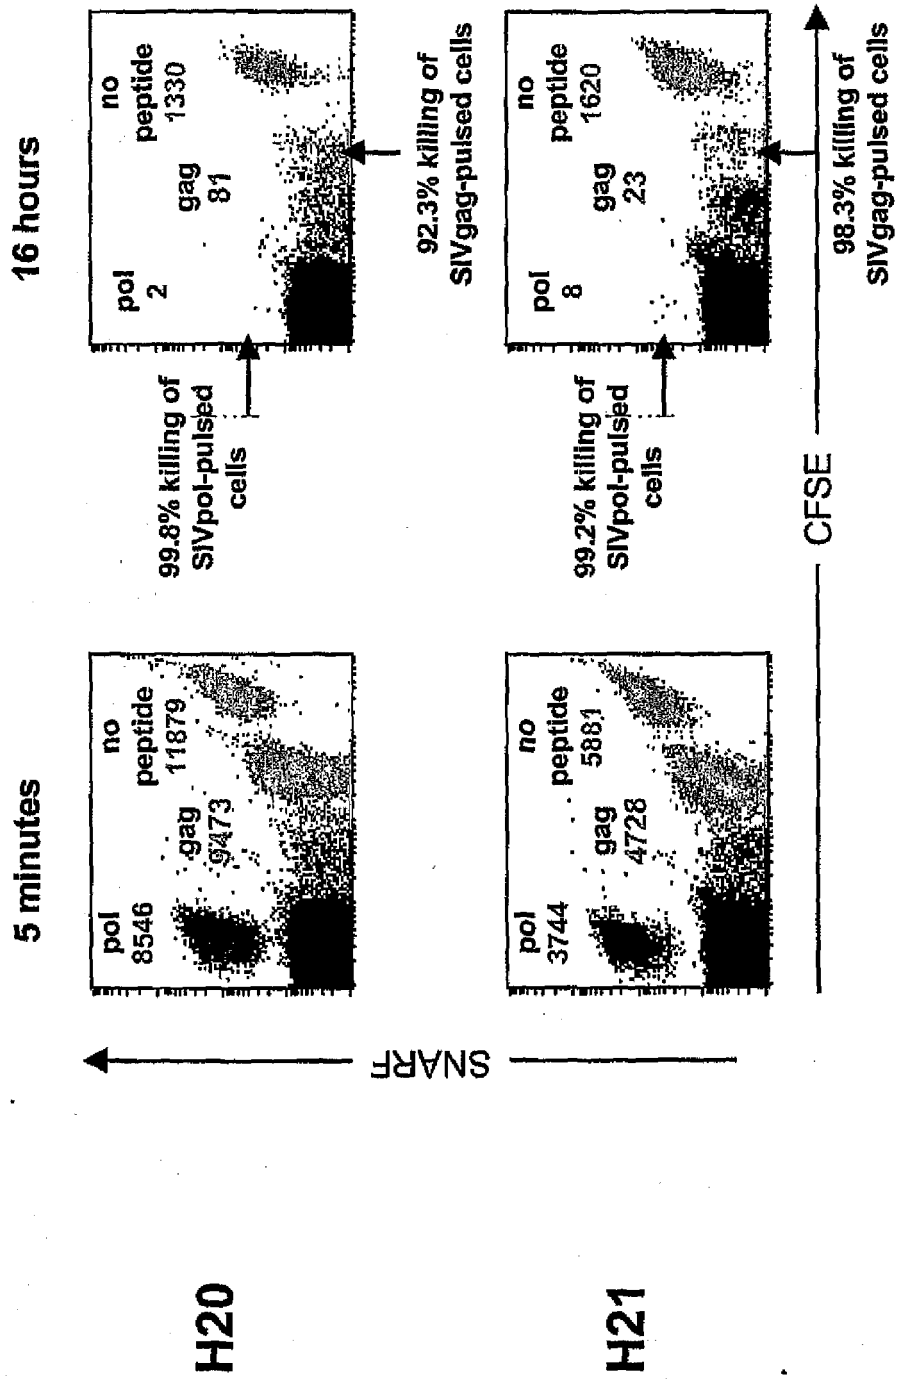 5 minutes
16 hours
H20
SNARF
pol
8546
gag
9473
no
peptide
11879
99.8% killing of
SIVpol-pulsed
cells
pol
2
gag
81
no
peptide
1330
92.3% killing of
SIVgag-pulsed cells
H21
pol
3744
gag
4728
no
peptide
5881
99.2% killing of
SIVpol-pulsed
cells
pol
8
gag
23
no
peptide
1620
98.3% killing of
SIVgag-pulsed cells
CFSE